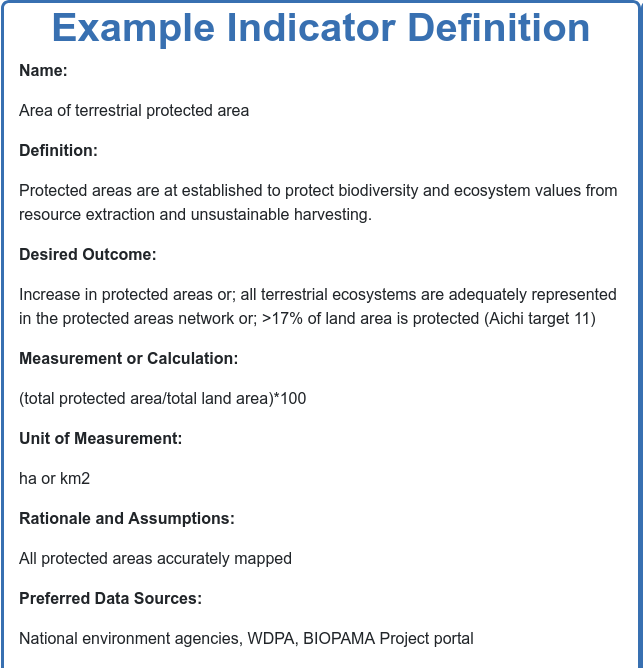 Example Indicator Definition
Name:
Area of terrestrial protected area
Definition:
Protected areas are at established to protect biodiversity and ecosystem values from
resource extraction and unsustainable harvesting.
Desired Outcome:
Increase in protected areas or; all terrestrial ecosystems are adequately represented
in the protected areas network or; >17% of land area is protected (Aichi target 11)
Measurement or Calculation:
(total protected area/total land area)*100
Unit of Measurement:
ha or km2
Rationale and Assumptions:
All protected areas accurately mapped
Preferred Data Sources:
National environment agencies, WDPA, BIOPAMA Project portal